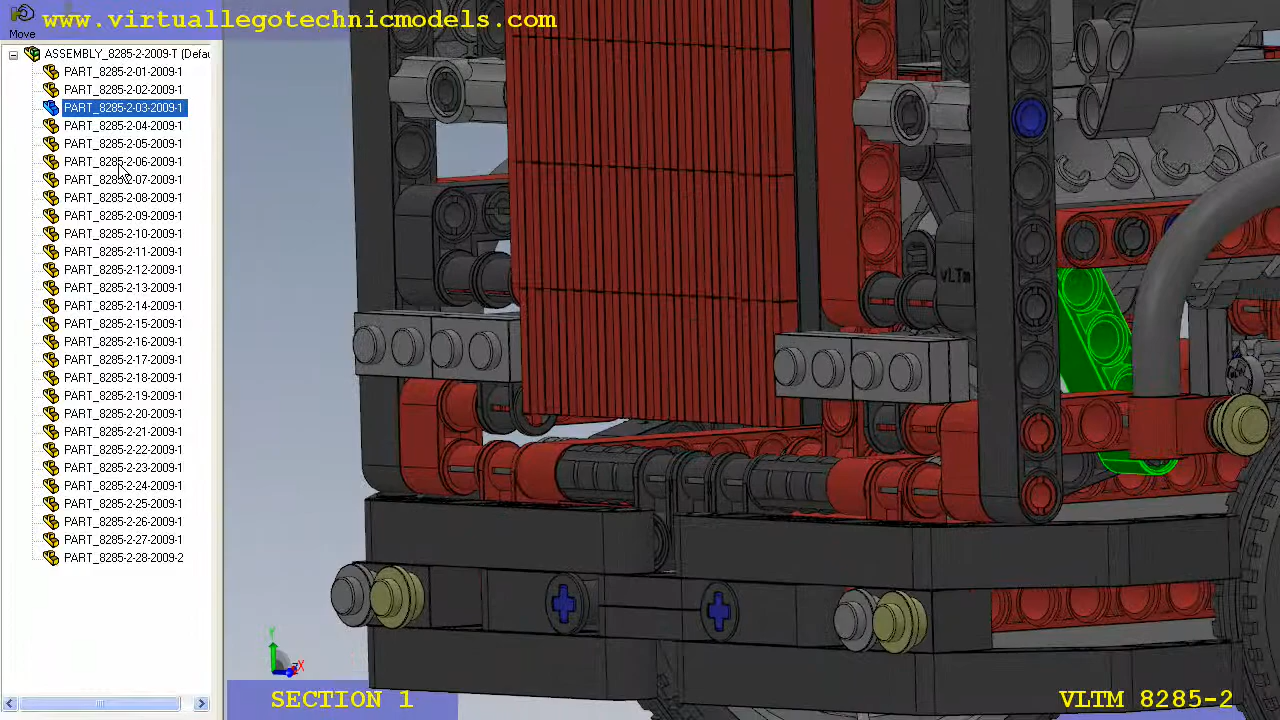 www.virtuallegotechnicmodels.com
Move
ASSEMBLY_8285-2-2009-T (Defau
PART_8285-2-01-2009-1
PART_8285-2-02-2009-1
PART_8285-2-03-2009-1
PART_8285-2-04-2009-1
PART_8285-2-05-2009-1
PART_8285-2-06-2009-1
PART_8285-2-07-2009-1
PART_8285-2-08-2009-1
PART_8285-2-09-2009-1
PART_8285-2-10-2009-1
PART_8285-2-11-2009-1
PART_8285-2-12-2009-1
PART_8285-2-13-2009-1
PART_8285-2-14-2009-1
PART_8285-2-15-2009-1
PART_8285-2-16-2009-1
PART_8285-2-17-2009-1
PART_8285-2-18-2009-1
PART_8285-2-19-2009-1
PART_8285-2-20-2009-1
PART_8285-2-21-2009-1
PART_8285-2-22-2009-1
PART_8285-2-23-2009-1
PART_8285-2-24-2009-1
PART_8285-2-25-2009-1
PART_8285-2-26-2009-1
PART_8285-2-27-2009-1
PART_8285-2-28-2009-2
vLTm
Y
X
SECTION 1
VLTM 8285-2